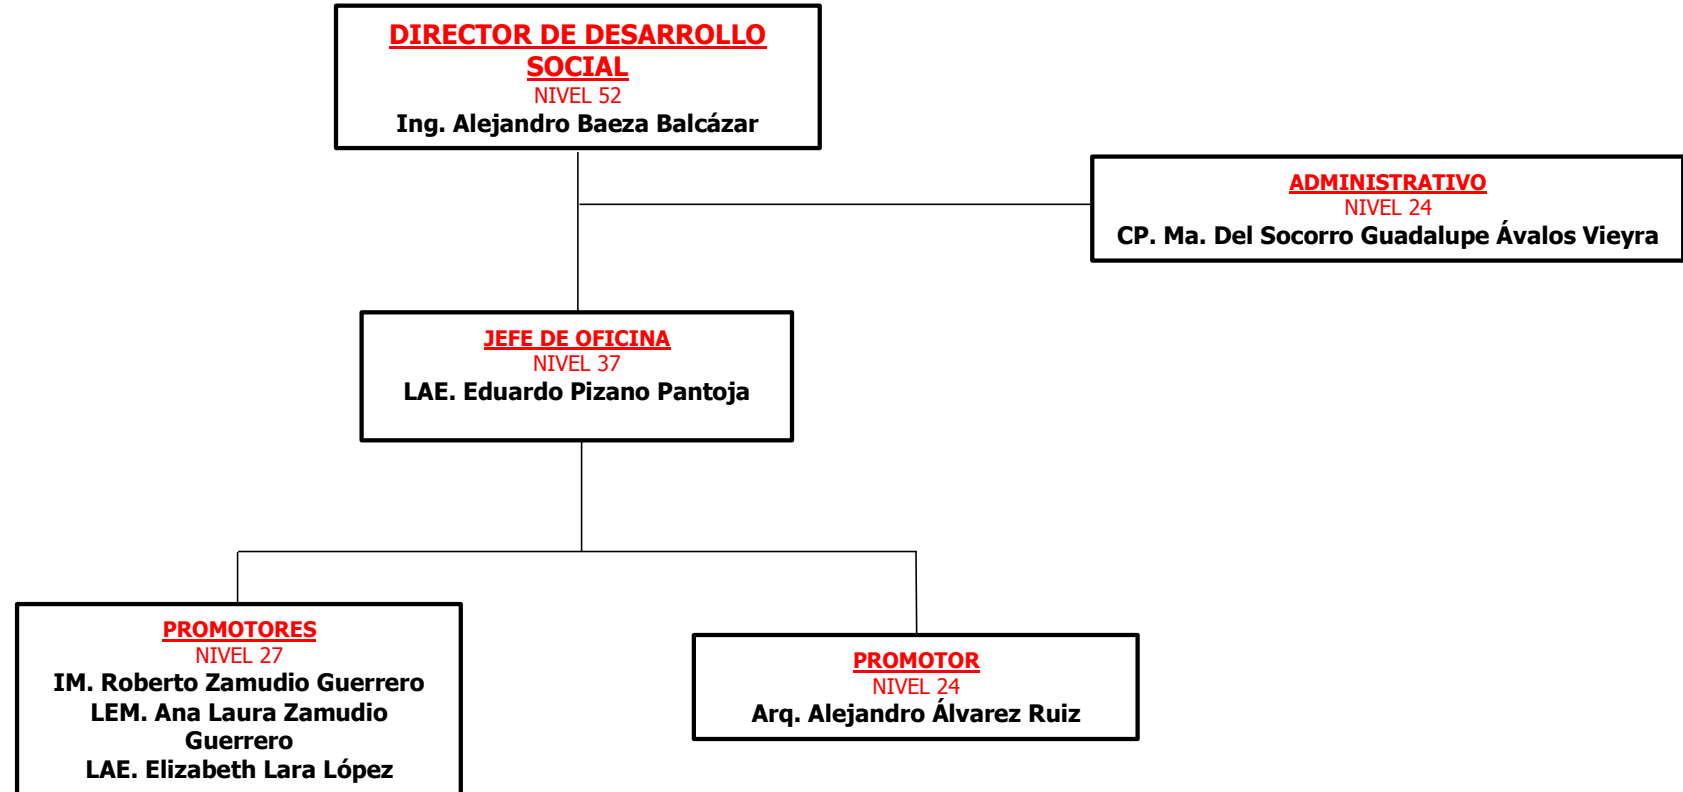 DIRECTOR DE DESARROLLO
SOCIAL
NIVEL 52
Ing. Alejandro Baeza Balcázar
ADMINISTRATIVO
NIVEL 24
CP. Ma. Del Socorro Guadalupe Ávalos Vieyra
JEFE DE OFICINA
NIVEL 37
LAE. Eduardo Pizano Pantoja
PROMOTORES
NIVEL 27
IM. Roberto Zamudio Guerrero
LEM. Ana Laura Zamudio
Guerrero
LAE. Elizabeth Lara López
PROMOTOR
NIVEL 24
Arq. Alejandro Álvarez Ruiz